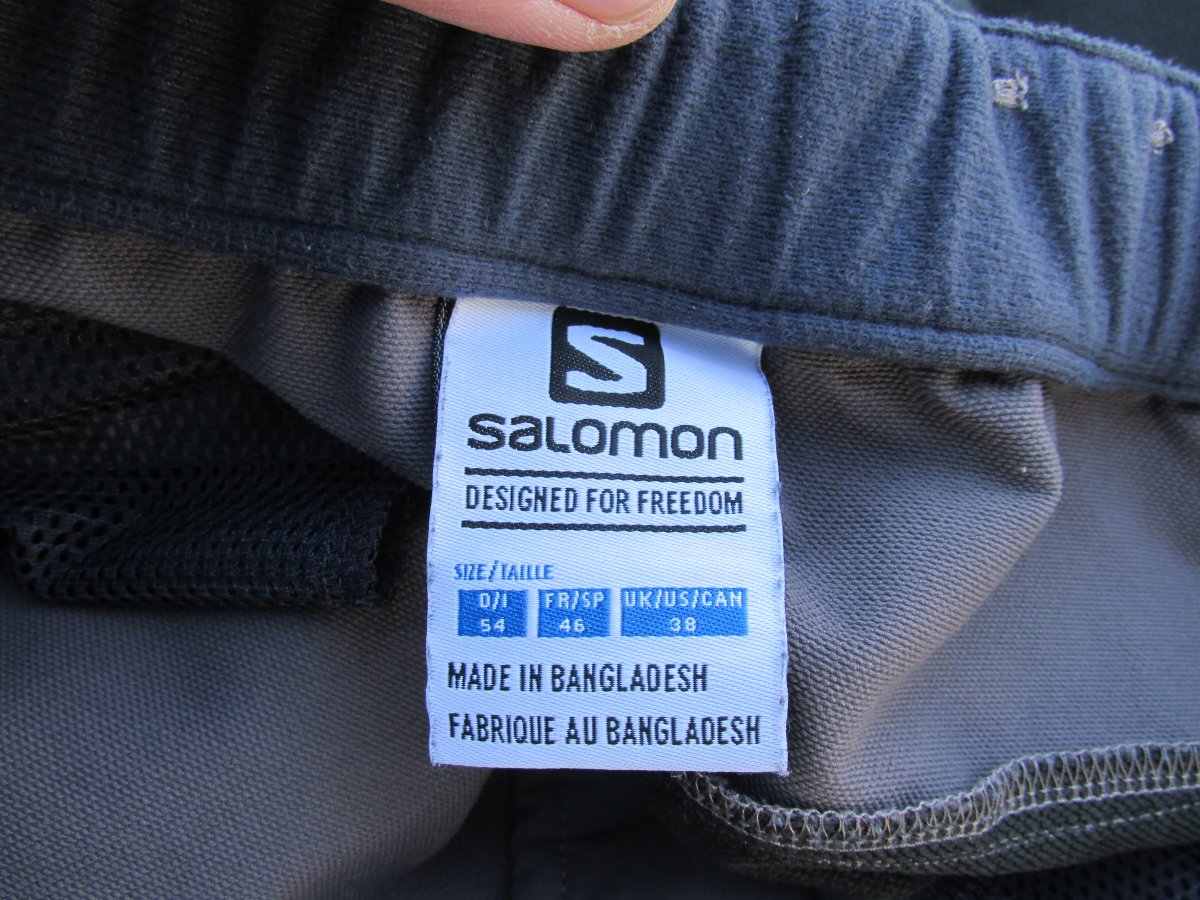 S
SALOMON
DESIGNED FOR FREEDOM
SIZE/TAILLE
D/I FR/SP UK/US/CAN
54 46 38
MADE IN BANGLADESH
FABRIQUE AU BANGLADESH